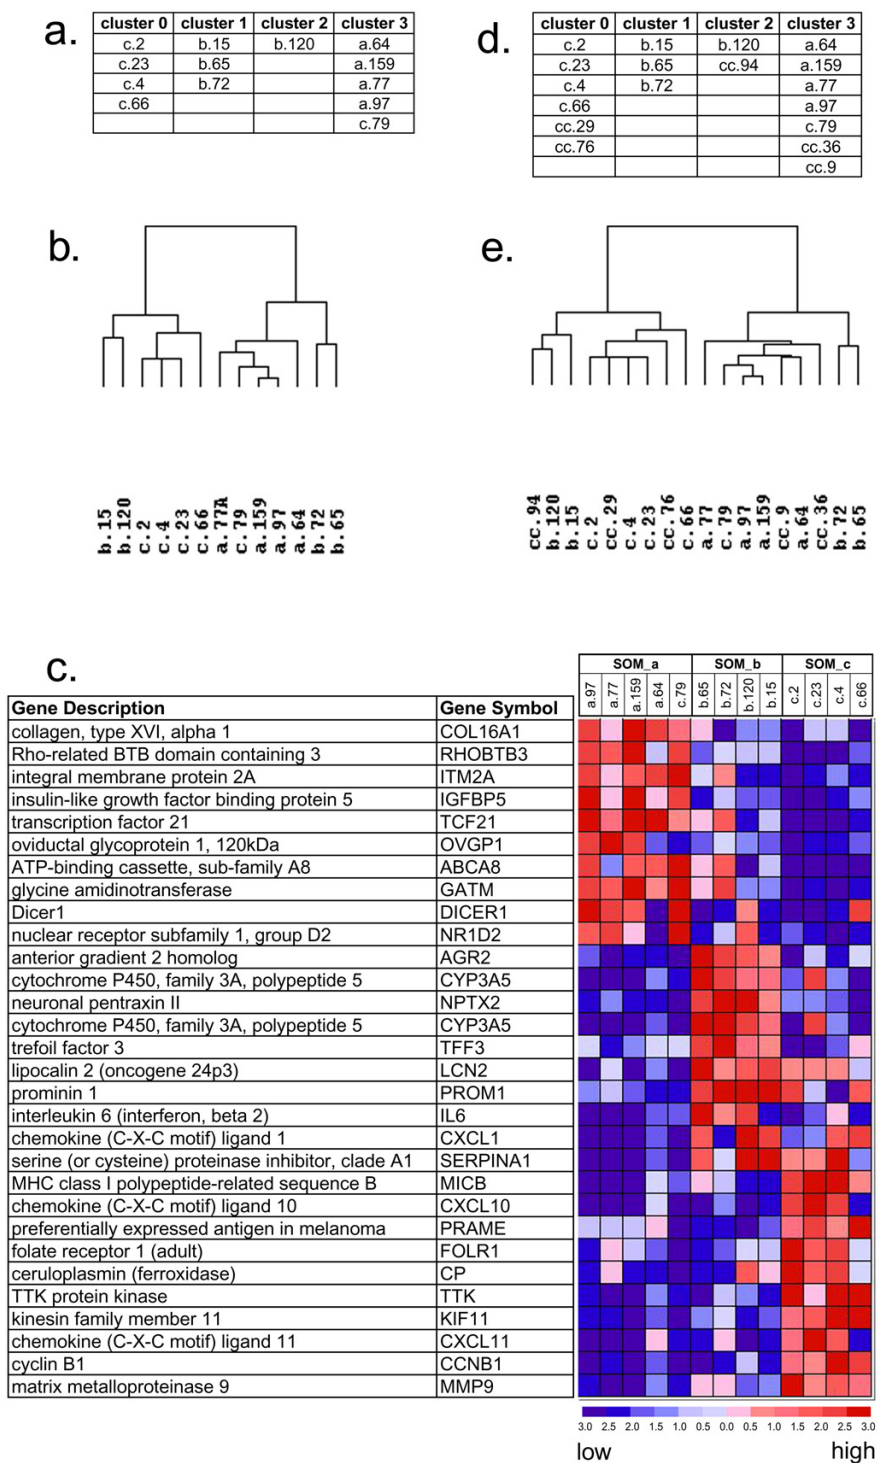 a.
cluster 0 cluster 1 cluster 2 cluster 3
c.2 b.15 b.120 a.64
c.23 b.65 a.159
c.4 b.72 a.77
c.66 a.97
c.79
d.
cluster 0 cluster 1 cluster 2 cluster 3
c.2 b.15 b.120 a.64
c.23 b.65 cc.94 a.159
c.4 b.72 a.77
c.66 a.97
cc.29 c.79
cc.76 cc.36
cc.9
b.
b.15
b.120
c.2
c.4
c.23
c.66
a.77A
c.79
a.159
a.97
a.64
b.72
b.65
e.
cc.94
b.120
b.15
c.2
cc.29
c.4
c.23
cc.76
c.66
a.77
c.79
a.97
a.159
cc.9
a.64
cc.36
b.72
b.65
c.
SOM_a SOM_b SOM_c
a.97 a.77 a.159 a.64 c.79 b.65 b.72 b.120 b.15 c.2 c.23 c.4 c.66
Gene Description Gene Symbol
collagen, type XVI, alpha 1 COL16A1
Rho-related BTB domain containing 3 RHOBTB3
integral membrane protein 2A ITM2A
insulin-like growth factor binding protein 5 IGFBP5
transcription factor 21 TCF21
oviductal glycoprotein 1, 120kDa OVGP1
ATP-binding cassette, sub-family A8 ABCA8
glycine amidinotransferase GATM
Dicer1 DICER1
nuclear receptor subfamily 1, group D2 NR1D2
anterior gradient 2 homolog AGR2
cytochrome P450, family 3A, polypeptide 5 CYP3A5
neuronal pentraxin II NPTX2
cytochrome P450, family 3A, polypeptide 5 CYP3A5
trefoil factor 3 TFF3
lipocalin 2 (oncogene 24p3) LCN2
prominin 1 PROM1
interleukin 6 (interferon, beta 2) IL6
chemokine (C-X-C motif) ligand 1 CXCL1
serine (or cysteine) proteinase inhibitor, clade A1 SERPINA1
MHC class I polypeptide-related sequence B MICB
chemokine (C-X-C motif) ligand 10 CXCL10
preferentially expressed antigen in melanoma PRAME
folate receptor 1 (adult) FOLR1
ceruloplasmin (ferroxidase) CP
TTK protein kinase TTK
kinesin family member 11 KIF11
chemokine (C-X-C motif) ligand 11 CXCL11
cyclin B1 CCNB1
matrix metalloproteinase 9 MMP9
3.0 2.5 2.0 1.5 1.0 0.5 0.0 0.5 1.0 1.5 2.0 2.5 3.0
low high